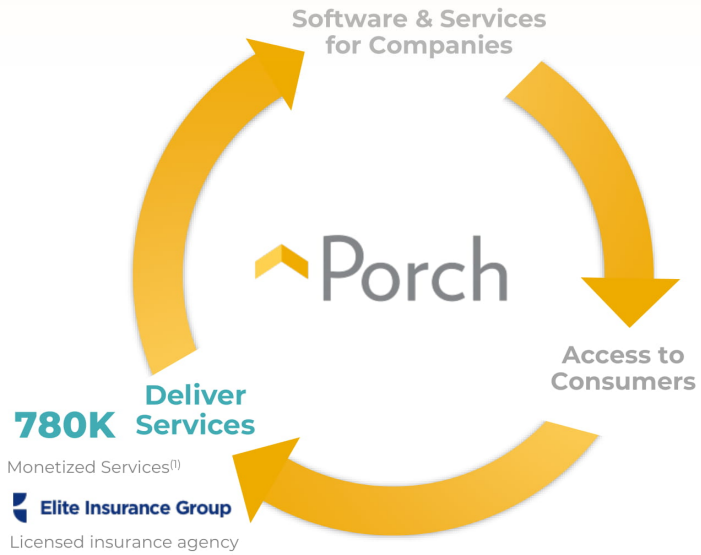 Software & Services
for Companies
Porch
Access to
Consumers
Deliver
780K Services
Monetized Services(1)
Elite Insurance Group
Licensed insurance agency